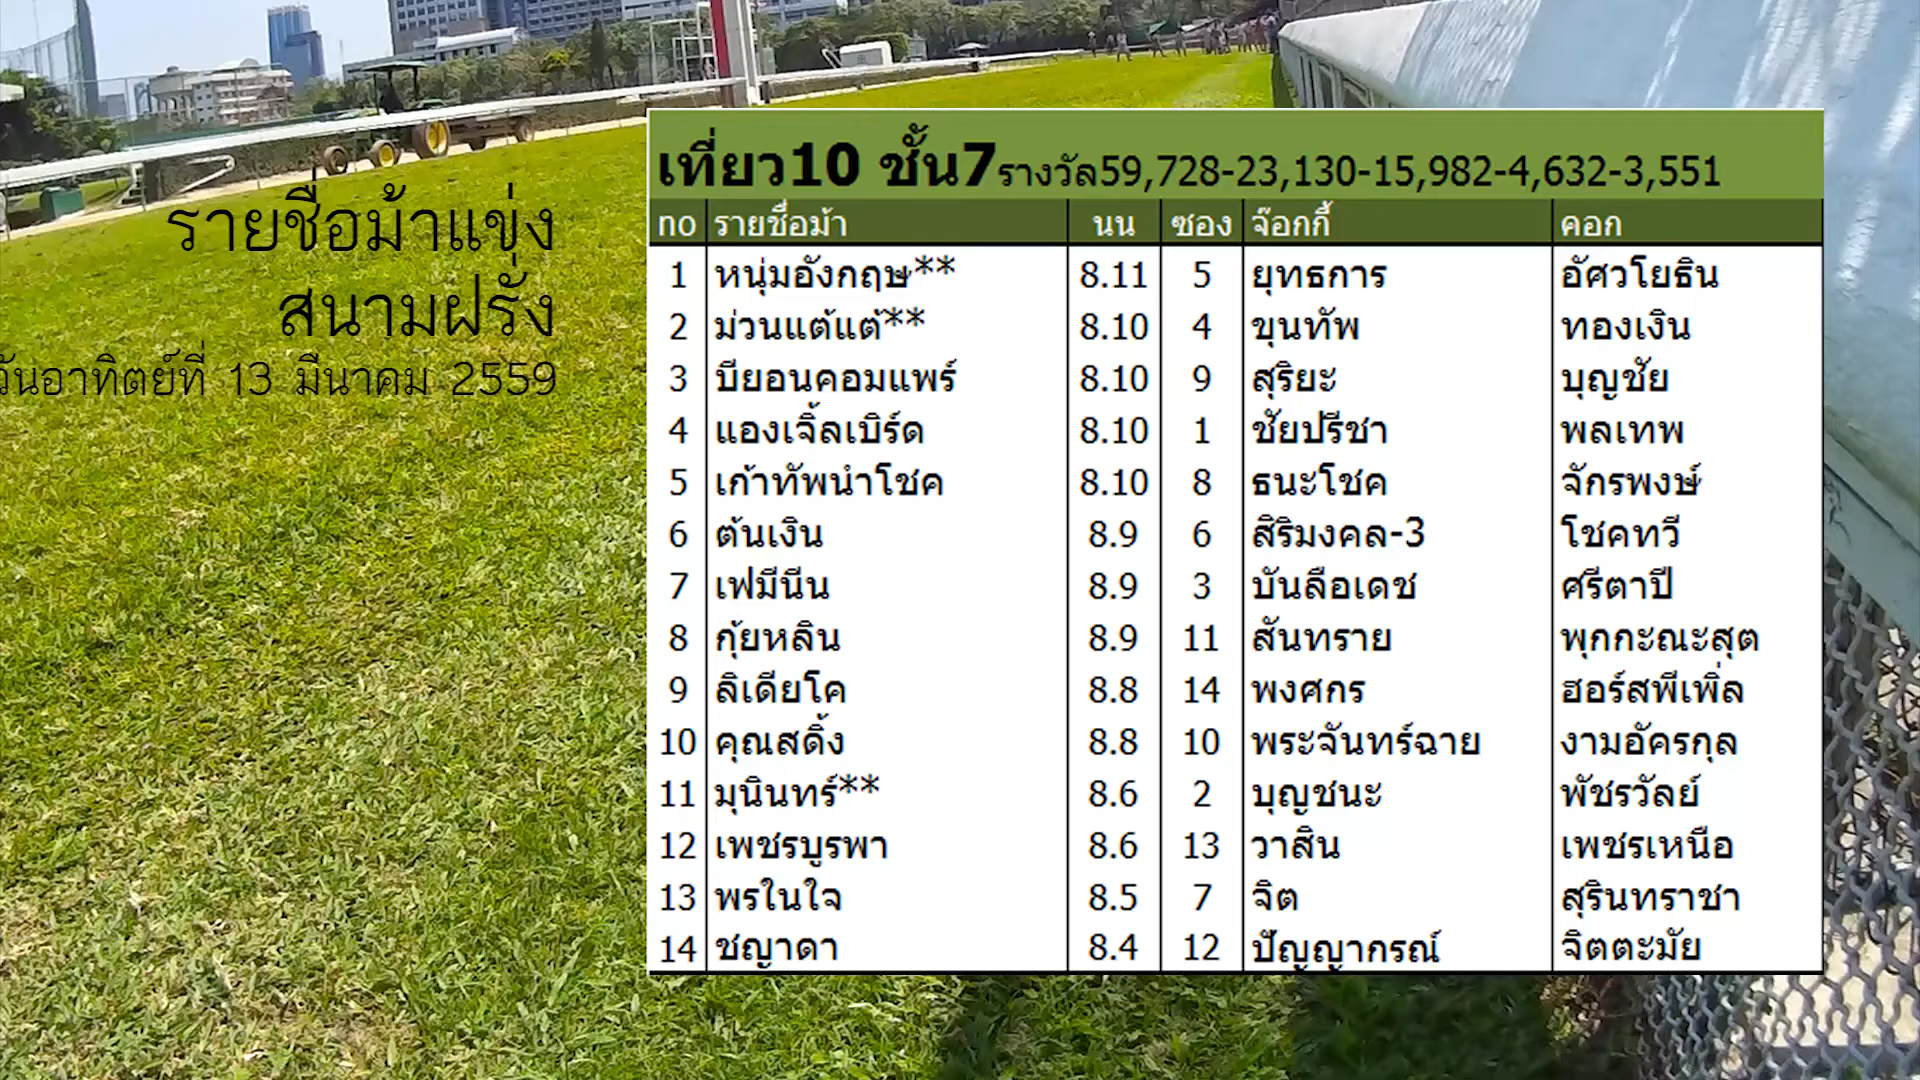 รายชื่อม้าแข่ง
สนามฝรั่ง
วันอาทิตย์ที่ 13 มีนาคม 2559
เที่ยว10 ชั้น7รางวัล59,728-23,130-15,982-4,632-3,551
no รายชื่อม้า นน ซอง จ๊อกกี้ คอก
1 หนุ่มอังกฤษ** 8.11 5 ยุทธการ อัศวโยธิน
2 ม่วนแต้แต้** 8.10 4 ขุนทัพ ทองเงิน
3 บียอนคอมแพร์ 8.10 9 สุริยะ บุญชัย
4 แองเจิ้ลเบิร์ด 8.10 1 ชัยปรีชา พลเทพ
5 เก้าทัพนำโชค 8.10 8 ธนะโชค จักรพงษ์
6 ต้นเงิน 8.9 6 สิริมงคล-3 โชคทวี
7 เฟมีนีน 8.9 3 บันลือเดช ศรีตาปี
8 กุ้ยหลิน 8.9 11 สันทราย พุกกะณะสุต
9 ลิเดียโค 8.8 14 พงศกร ฮอร์สพีเพิ่ล
10 คุณสดิ้ง 8.8 10 พระจันทร์ฉาย งามอัครกุล
11 มุนินทร์** 8.6 2 บุญชนะ พัชรวัลย์
12 เพชรบูรพา 8.6 13 วาสิน เพชรเหนือ
13 พรในใจ 8.5 7 จิต สุรินทราชา
14 ชญาดา 8.4 12 ปัญญากรณ์ จิตตะมัย